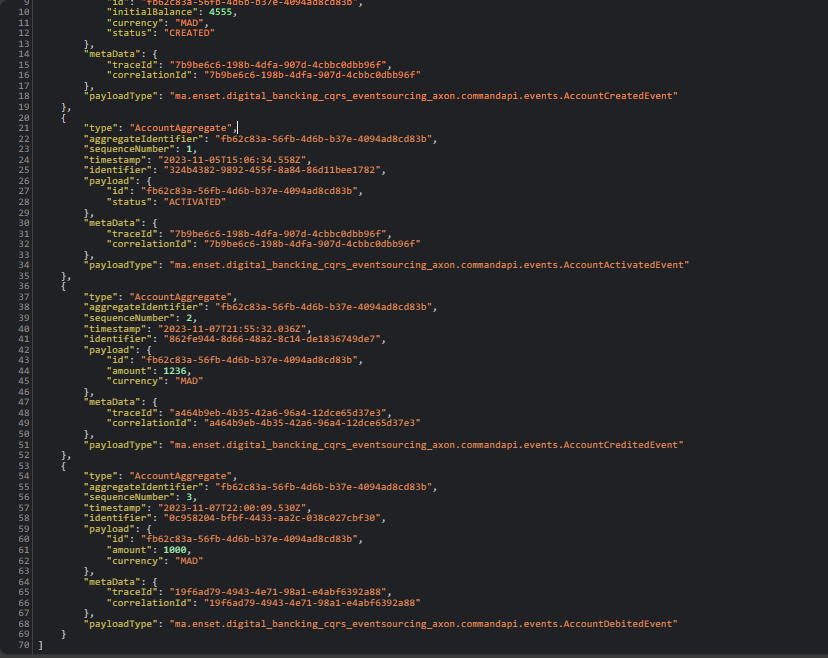 9 "id": "fb62c83a-56fb-4d6b-b37e-4094ad8cd83b",
10 "initialBalance": 4555,
11 "currency": "MAD",
12 "status": "CREATED"
13 },
14 "metaData": {
15 "traceId": "7b9be6c6-198b-4dfa-907d-4cbbc0dbb96f",
16 "correlationId": "7b9be6c6-198b-4dfa-907d-4cbbc0dbb96f"
17 },
18 "payloadType": "ma.enset.digital_bancking_cqrs_eventsourcing_axon.commandapi.events.AccountCreatedEvent"
19 },
20 {
21 "type": "AccountAggregate",
22 "aggregateIdentifier": "fb62c83a-56fb-4d6b-b37e-4094ad8cd83b",
23 "sequenceNumber": 1,
24 "timestamp": "2023-11-05T15:06:34.558Z",
25 "identifier": "324b4382-9892-455f-8a84-86d11bee1782",
26 "payload": {
27 "id": "fb62c83a-56fb-4d6b-b37e-4094ad8cd83b",
28 "status": "ACTIVATED"
29 },
30 "metaData": {
31 "traceId": "7b9be6c6-198b-4dfa-907d-4cbbc0dbb96f",
32 "correlationId": "7b9be6c6-198b-4dfa-907d-4cbbc0dbb96f"
33 },
34 "payloadType": "ma.enset.digital_bancking_cqrs_eventsourcing_axon.commandapi.events.AccountActivatedEvent"
35 },
36 {
37 "type": "AccountAggregate",
38 "aggregateIdentifier": "fb62c83a-56fb-4d6b-b37e-4094ad8cd83b",
39 "sequenceNumber": 2,
40 "timestamp": "2023-11-07T21:55:32.036Z",
41 "identifier": "862fe944-8d66-48a2-8c14-de1836749de7",
42 "payload": {
43 "id": "fb62c83a-56fb-4d6b-b37e-4094ad8cd83b",
44 "amount": 1236,
45 "currency": "MAD"
46 },
47 "metaData": {
48 "traceId": "a464b9eb-4b35-42a6-96a4-12dce65d37e3",
49 "correlationId": "a464b9eb-4b35-42a6-96a4-12dce65d37e3"
50 },
51 "payloadType": "ma.enset.digital_bancking_cqrs_eventsourcing_axon.commandapi.events.AccountCreditedEvent"
52 },
53 {
54 "type": "AccountAggregate",
55 "aggregateIdentifier": "fb62c83a-56fb-4d6b-b37e-4094ad8cd83b",
56 "sequenceNumber": 3,
57 "timestamp": "2023-11-07T22:00:09.530Z",
58 "identifier": "0c958204-bfbf-4433-aa2c-038c027cbf30",
59 "payload": {
60 "id": "fb62c83a-56fb-4d6b-b37e-4094ad8cd83b",
61 "amount": 1000,
62 "currency": "MAD"
63 },
64 "metaData": {
65 "traceId": "19f6ad79-4943-4e71-98a1-e4abf6392a88",
66 "correlationId": "19f6ad79-4943-4e71-98a1-e4abf6392a88"
67 },
68 "payloadType": "ma.enset.digital_bancking_cqrs_eventsourcing_axon.commandapi.events.AccountDebitedEvent"
69 }
70 ]